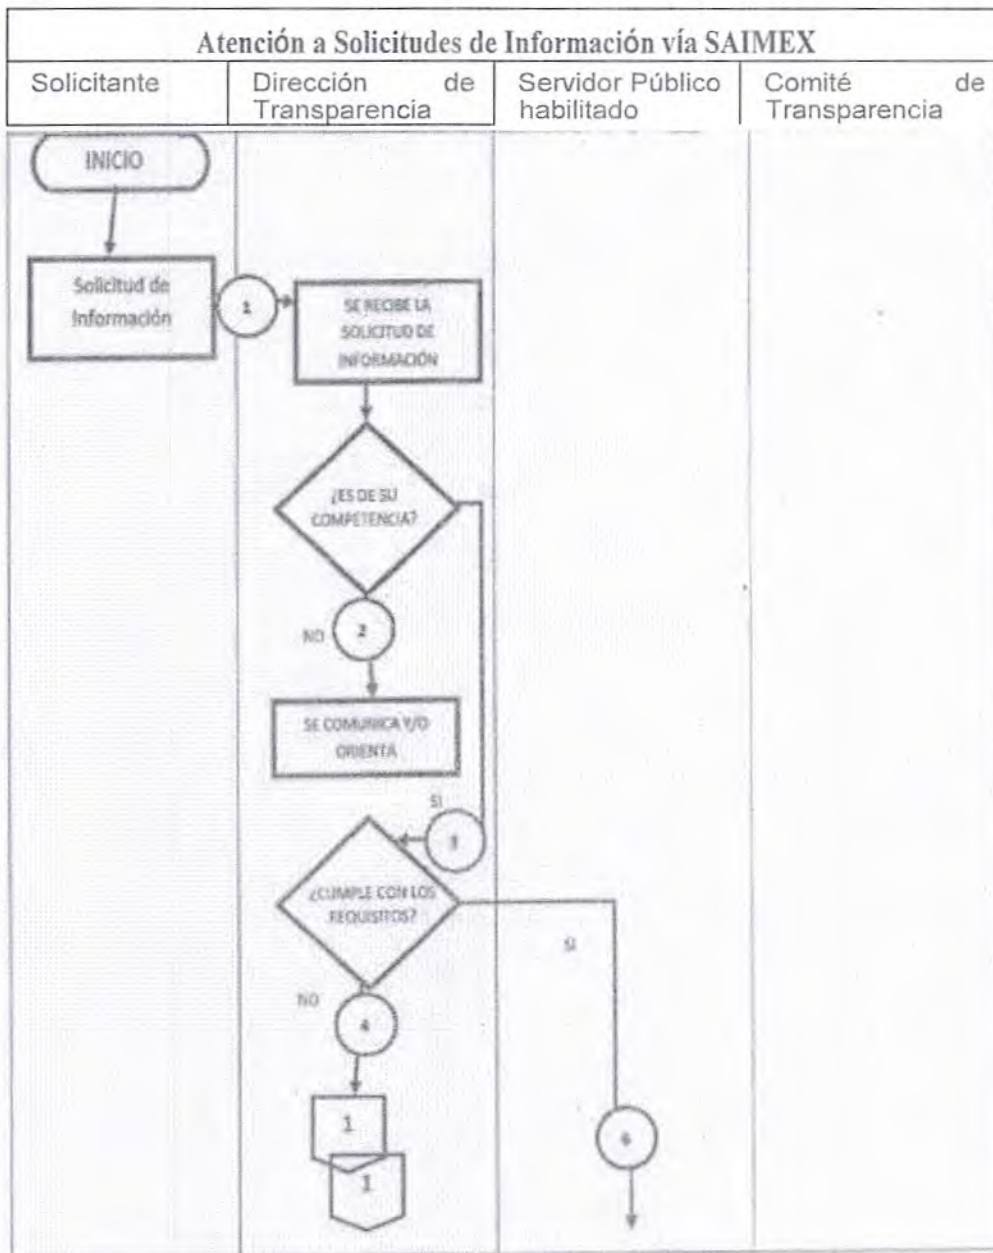 Atención a Solicitudes de Información vía SAIMEX
Solicitante
Dirección de
Transparencia
Servidor Público
habilitado
Comité de
Transparencia
INICIO
Solicitud de
Información
1
SE RECIBE LA
SOLICITUD DE
INFORMACIÓN
¿ES DE SU
COMPETENCIA?
NO
2
SE COMUNICA Y/O
ORIENTA
SI
3
¿CUMPLE CON LOS
REQUISITOS?
SI
NO
4
1
1